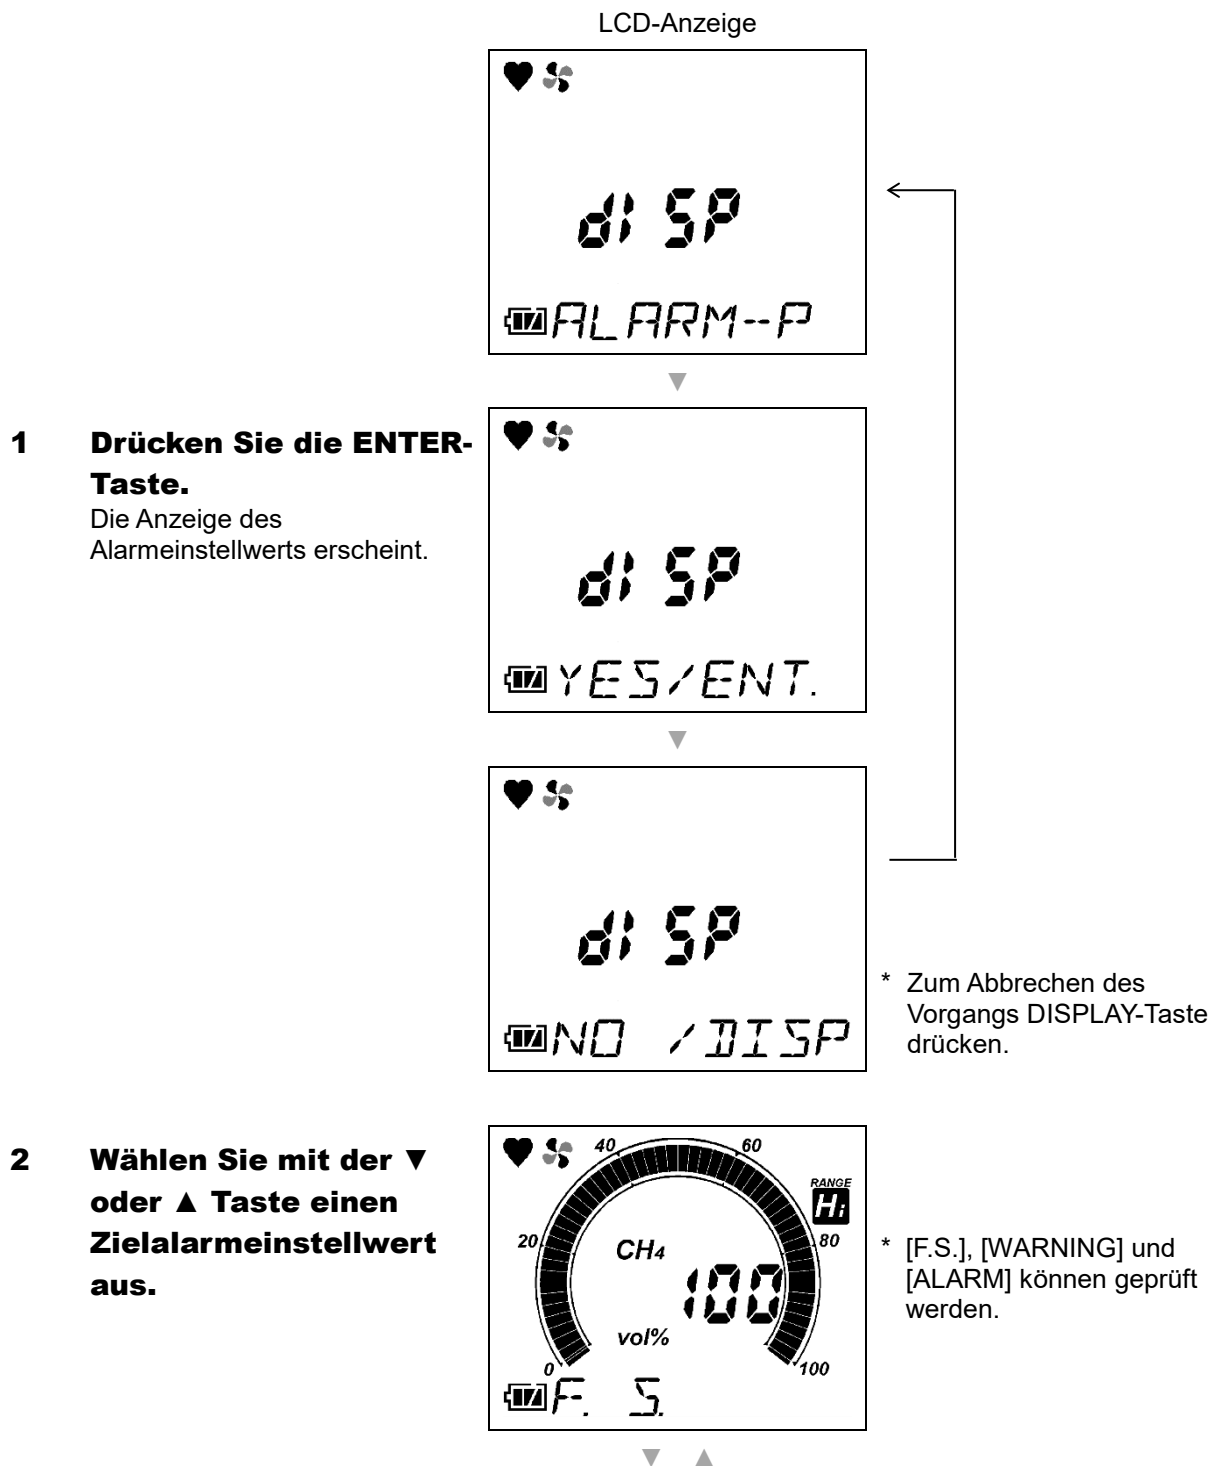 LCD-Anzeige
diSP
ALARM--P
▼
1 Drücken Sie die ENTER-
Taste.
Die Anzeige des
Alarmeinstellwerts erscheint.
diSP
YES/ENT.
▼
diSP
NO /DISP
* Zum Abbrechen des
Vorgangs DISPLAY-Taste
drücken.
2 Wählen Sie mit der ▼
oder ▲ Taste einen
Zielalarmeinstellwert
aus.
40 60
RANGE
Hi
20 80
CH4
100
vol%
0 100
F. S.
* [F.S.], [WARNING] und
[ALARM] können geprüft
werden.
▼ ▲